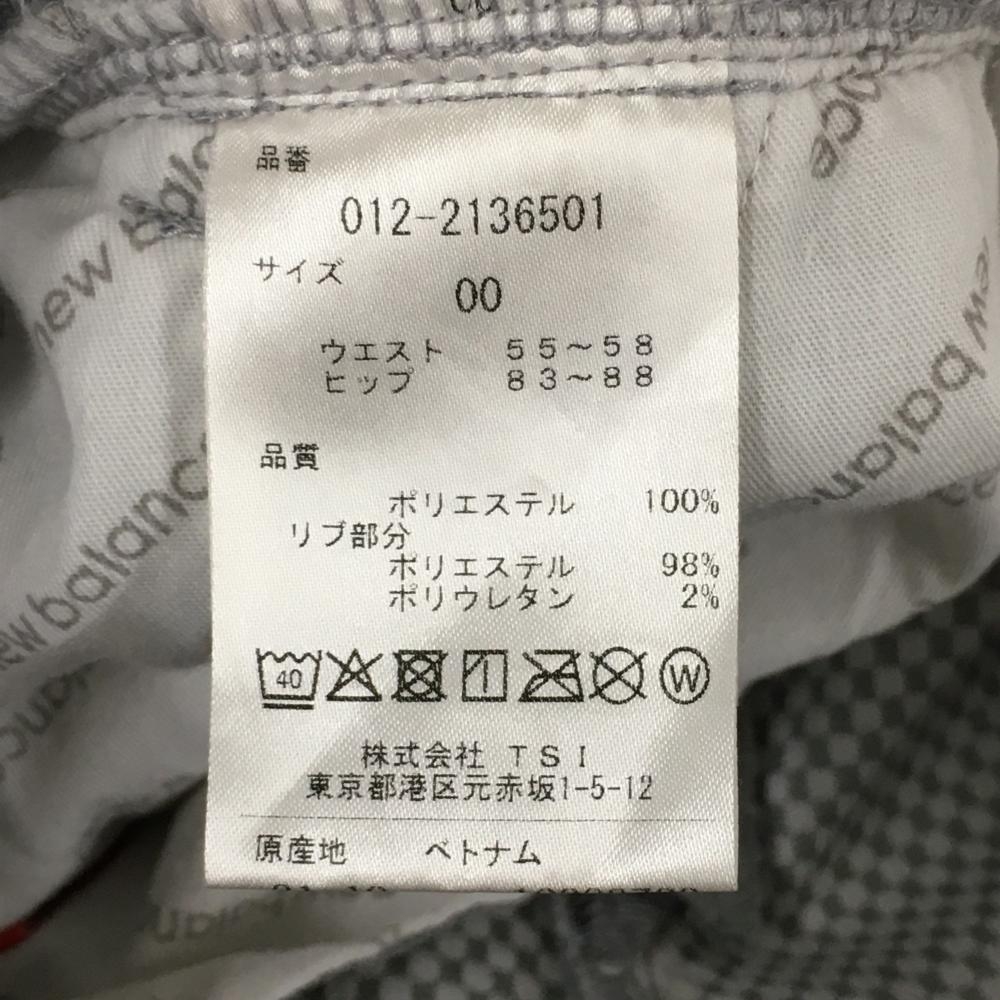 品番
012-2136501
サイズ
00
ウエスト 55～58
ヒップ 83～88
品質
ポリエステル 100%
リブ部分
ポリエステル 98%
ポリウレタン 2%
40
W
株式会社 TSI
東京都港区元赤坂1-5-12
原産地 ベトナム
new balance
new balance
new balance